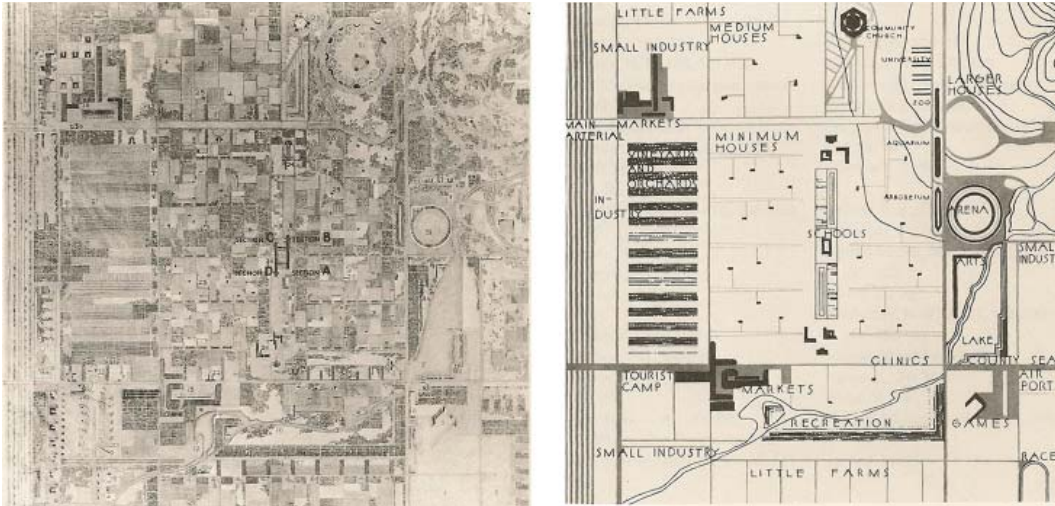 SECTION C
SECTION B
SECTION D
SECTION A
LITTLE FARMS
MEDIUM
HOUSES
COMMUNITY
CHURCH
SMALL INDUSTRY
UNIVERSITY
LARGER
HOUSES
ZOO
MAIN
ARTERIAL
MARKETS
MINIMUM
HOUSES
AQUARIUM
VINEYARDS
AND
ORCHARDS
IN-
DUSTRY
ARBORETUM
ARENA
SCHOOLS
SMALL
INDUST
ARTS
LAKE
CLINICS
COUNTY SEA
TOURIST
CAMP
MARKETS
AIR
PORT
RECREATION
GAMES
SMALL INDUSTRY
LITTLE FARMS
RACE